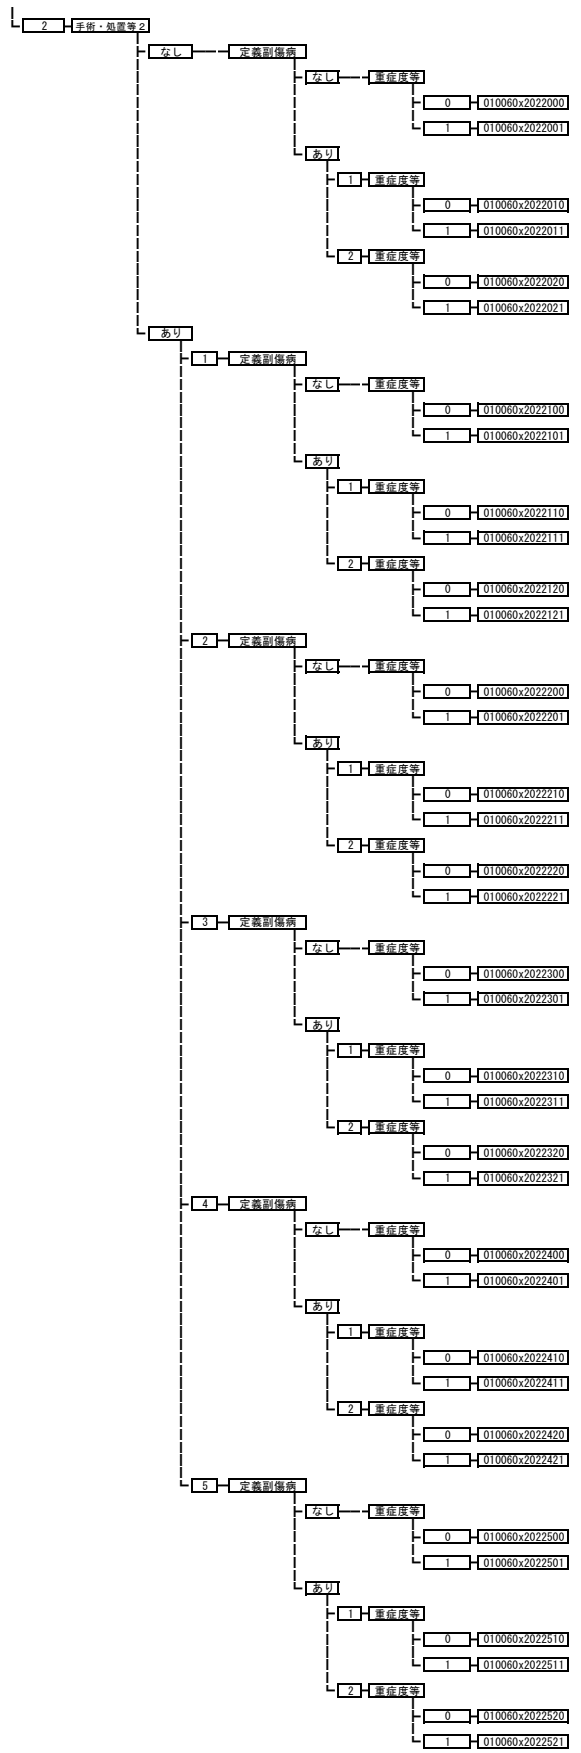 2 手術・処置等2
なし 定義副傷病
なし 重症度等
0 010060x2022000
1 010060x2022001
あり
1 重症度等
0 010060x2022010
1 010060x2022011
2 重症度等
0 010060x2022020
1 010060x2022021
あり
1 定義副傷病
なし 重症度等
0 010060x2022100
1 010060x2022101
あり
1 重症度等
0 010060x2022110
1 010060x2022111
2 重症度等
0 010060x2022120
1 010060x2022121
2 定義副傷病
なし 重症度等
0 010060x2022200
1 010060x2022201
あり
1 重症度等
0 010060x2022210
1 010060x2022211
2 重症度等
0 010060x2022220
1 010060x2022221
3 定義副傷病
なし 重症度等
0 010060x2022300
1 010060x2022301
あり
1 重症度等
0 010060x2022310
1 010060x2022311
2 重症度等
0 010060x2022320
1 010060x2022321
4 定義副傷病
なし 重症度等
0 010060x2022400
1 010060x2022401
あり
1 重症度等
0 010060x2022410
1 010060x2022411
2 重症度等
0 010060x2022420
1 010060x2022421
5 定義副傷病
なし 重症度等
0 010060x2022500
1 010060x2022501
あり
1 重症度等
0 010060x2022510
1 010060x2022511
2 重症度等
0 010060x2022520
1 010060x2022521